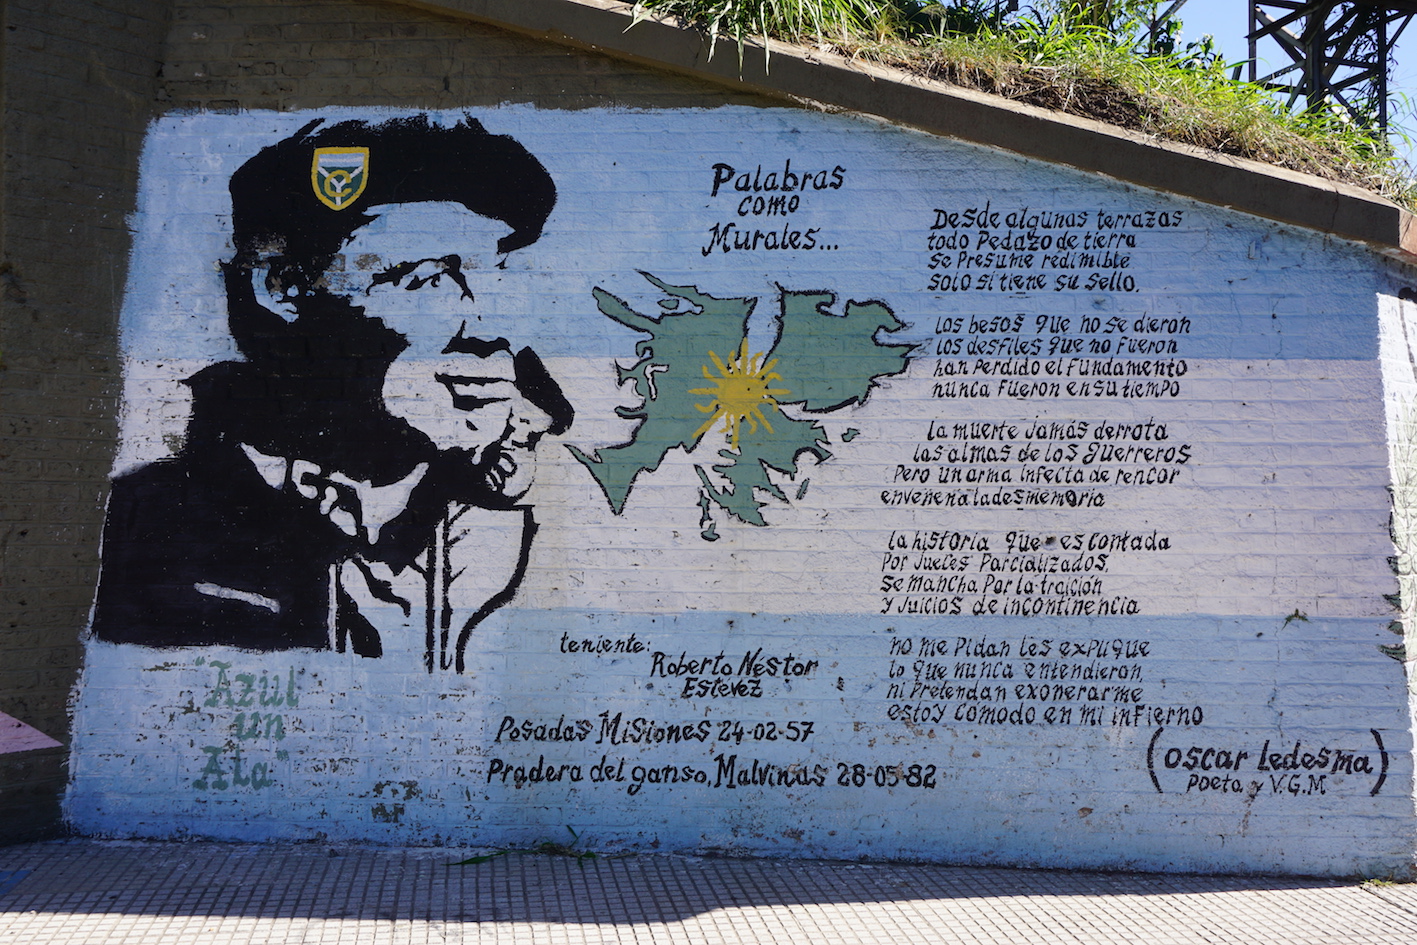 Palabras
como
Murales...
Desde algunas terrazas
todo Pedazo de tierra
se Presume redimible
solo si tiene su sello.
los besos que no se dieron
los desfiles que no fueron
han perdido el fundamento
nunca fueron en su tiempo
la muerte jamás derrota
las almas de los guerreros
Pero un arma infecta de rencor
envenena la desmemoria
la historia que es contada
Por jueces Parcializados,
se mancha Por la traición
y juicios de incontinencia
no me Pidan les explique
lo que nunca entendieron,
ni Pretendan exonerarme
estoy comodo en mi infierno
(oscar ledesma)
Poeta y V.G.M
teniente:
Roberto Néstor
Estevez
Posadas Misiones 24-02-57
Pradera del ganso, Malvinas 28-05-82
"Azul
un
Ala"